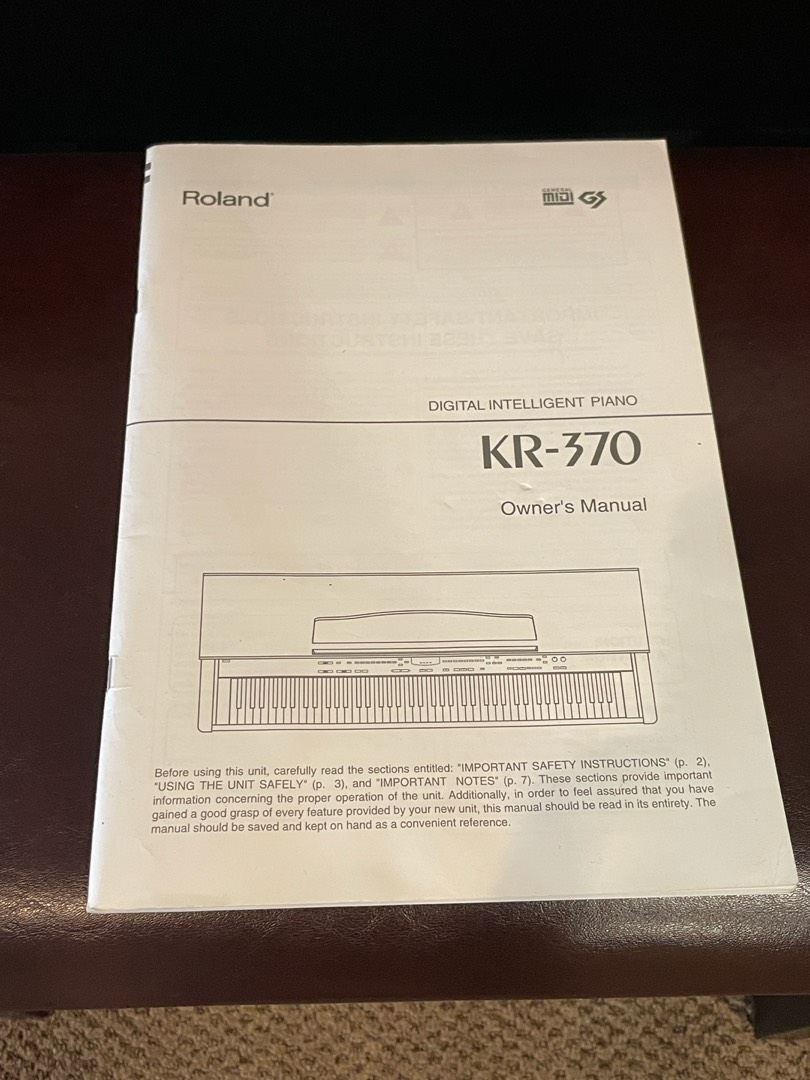 Roland
GENERAL
MIDI GS
DIGITAL INTELLIGENT PIANO
KR-370
Owner's Manual
Before using this unit, carefully read the sections entitled: "IMPORTANT SAFETY INSTRUCTIONS" (p. 2),
"USING THE UNIT SAFELY" (p. 3), and "IMPORTANT NOTES" (p. 7). These sections provide important
information concerning the proper operation of the unit. Additionally, in order to feel assured that you have
gained a good grasp of every feature provided by your new unit, this manual should be read in its entirety. The
manual should be saved and kept on hand as a convenient reference.